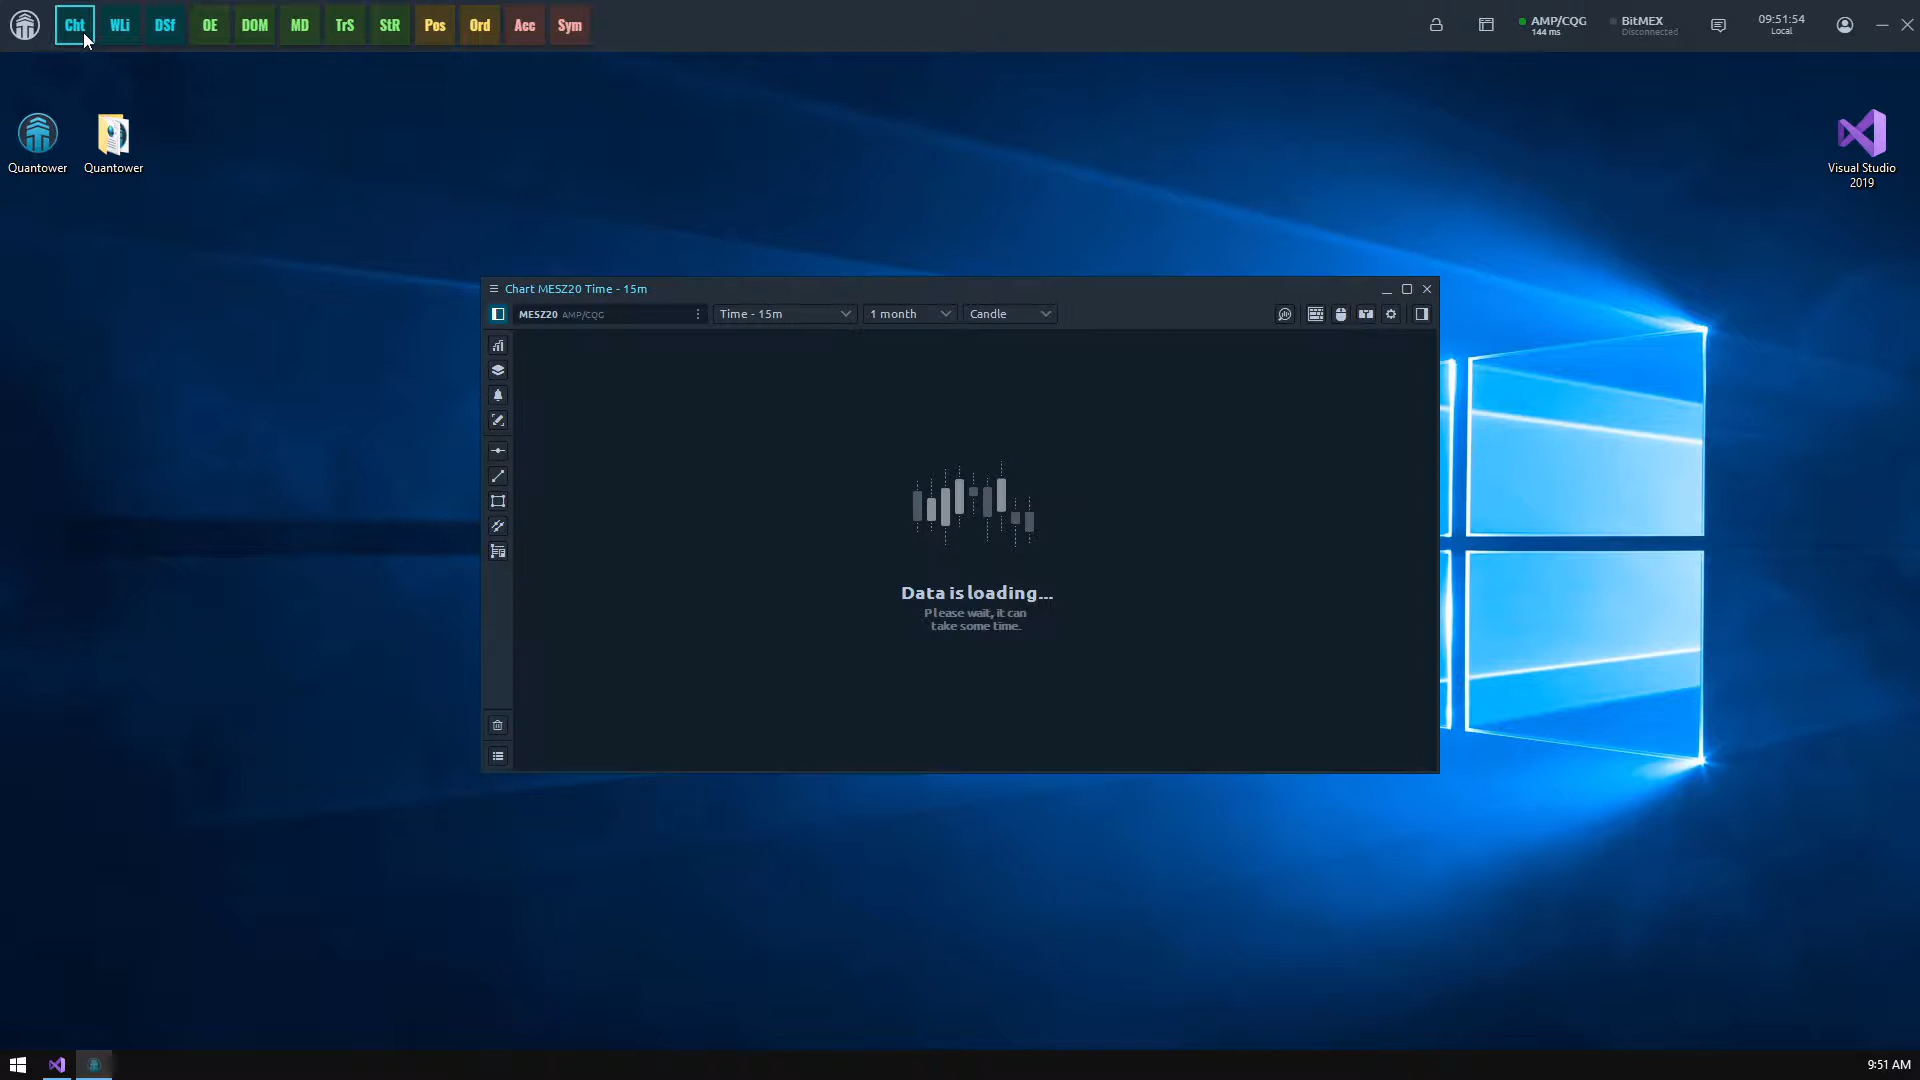 Cht WLi DSf OE DOM MD TrS StR Pos Ord Acc Sym
AMP/CQG
144 ms
BitMEX
Disconnected
09:51:54
Local
Quantower
Quantower
Visual Studio
2019
Chart MESZ20 Time - 15m
MESZ20 AMP/CQG
Time - 15m
1 month
Candle
Data is loading...
Please wait, it can
take some time.
9:51 AM